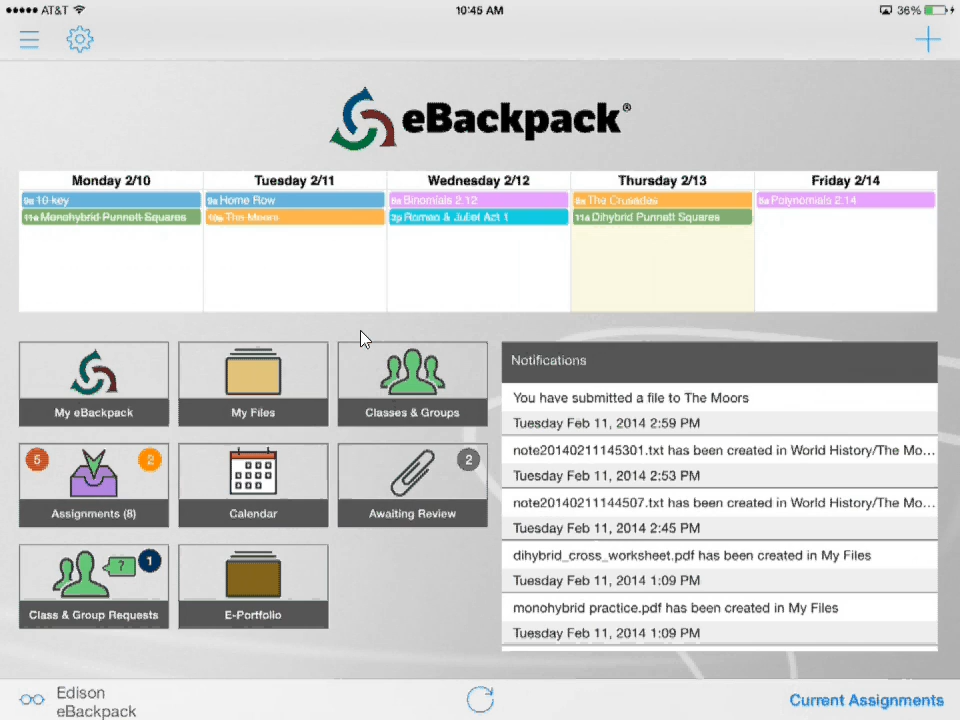 AT&T
10:45 AM
36%
eBackpack®
Monday 2/10
Tuesday 2/11
Wednesday 2/12
Thursday 2/13
Friday 2/14
9a 10-key
9a Home Row
8a Binomials 2.12
8a The Crusades
8a Polynomials 2.14
11a Monohybrid Punnett Squares
10a The Moors
3p Romeo & Juliet Act 1
11a Dihybrid Punnett Squares
My eBackpack
My Files
Classes & Groups
5
2
Assignments (8)
Calendar
2
Awaiting Review
?
1
Class & Group Requests
E-Portfolio
Notifications
You have submitted a file to The Moors
Tuesday Feb 11, 2014 2:59 PM
note20140211145301.txt has been created in World History/The Mo...
Tuesday Feb 11, 2014 2:53 PM
note20140211144507.txt has been created in World History/The Mo...
Tuesday Feb 11, 2014 2:45 PM
dihybrid_cross_worksheet.pdf has been created in My Files
Tuesday Feb 11, 2014 1:09 PM
monohybrid practice.pdf has been created in My Files
Tuesday Feb 11, 2014 1:09 PM
Edison
eBackpack
Current Assignments